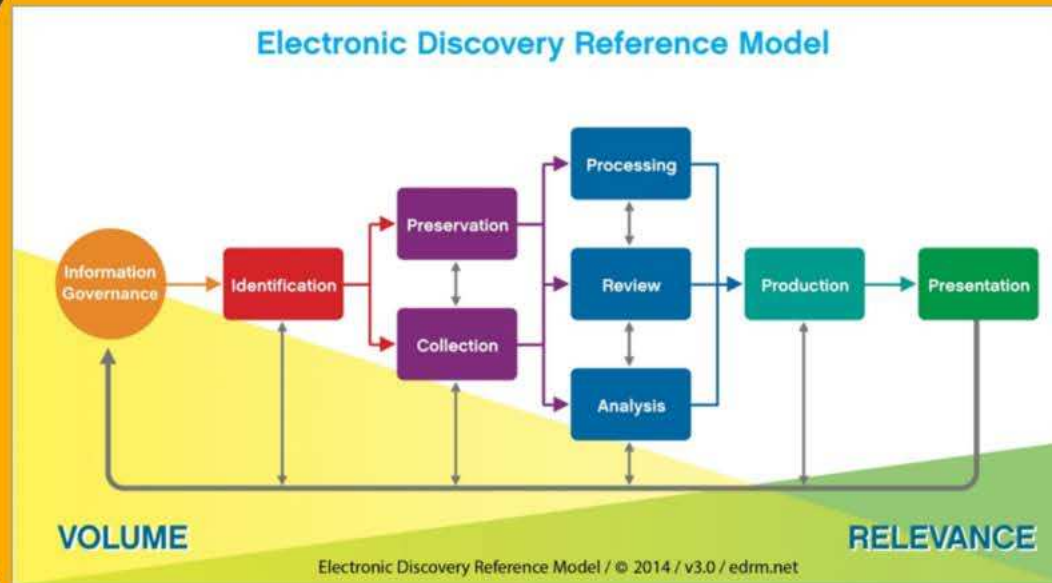 Electronic Discovery Reference Model
Information
Governance
Identification
Preservation
Collection
Processing
Review
Analysis
Production
Presentation
VOLUME
RELEVANCE
Electronic Discovery Reference Model / © 2014 / v3.0 / edrm.net